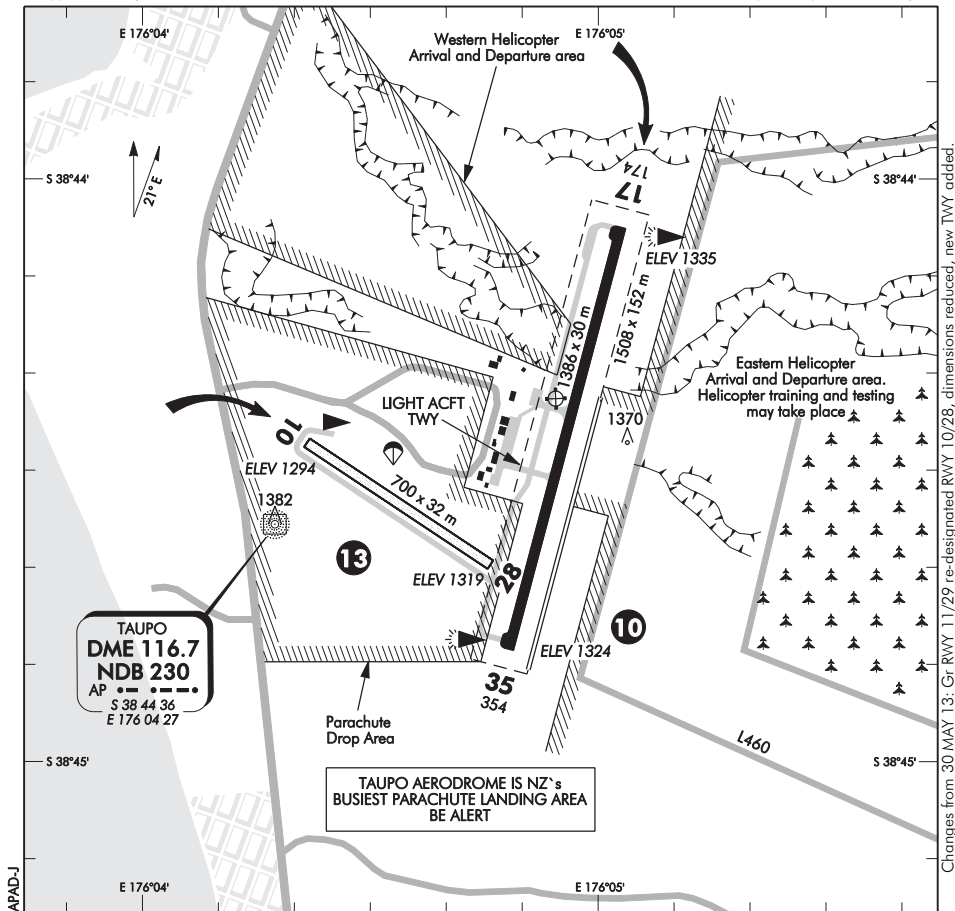 E 176°04'
E 176°05'
Western Helicopter
Arrival and Departure area
S 38°44'
S 38°44'
21°E
174
17
ELEV 1335
1386 x 30 m
1508 x 152 m
Eastern Helicopter
Arrival and Departure area.
Helicopter training and testing
may take place
LIGHT ACFT
TWY
1370
10
ELEV 1294
1382
700 x 32 m
13
ELEV 1319
28
10
ELEV 1324
35
354
TAUPO
DME 116.7
NDB 230
AP
S 38 44 36
E 176 04 27
Parachute
Drop Area
L460
S 38°45'
S 38°45'
TAUPO AERODROME IS NZ`s
BUSIEST PARACHUTE LANDING AREA
BE ALERT
E 176°04'
E 176°05'
APAD-J
Changes from 30 MAY 13: Gr RWY 11/29 re-designated RWY 10/28, dimensions reduced, new TWY added.